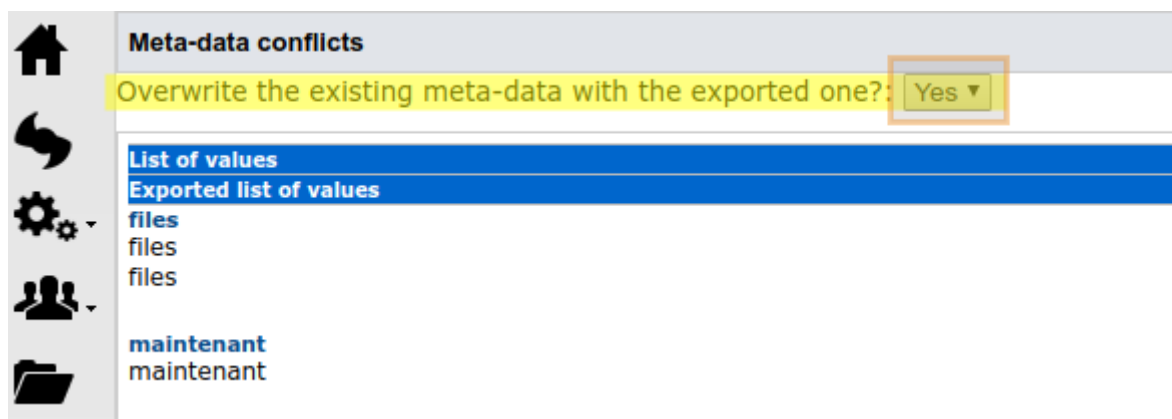 Meta-data conflicts
Overwrite the existing meta-data with the exported one?: Yes
List of values
Exported list of values
files
files
files
maintenant
maintenant